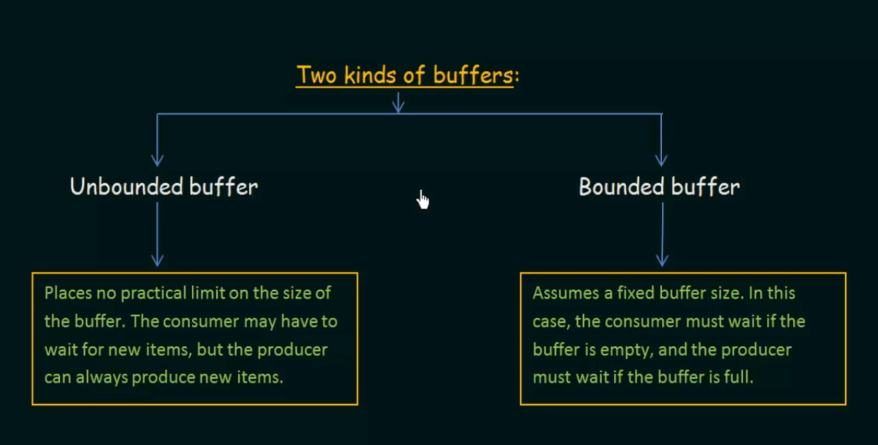 Two kinds of buffers:
Unbounded buffer
Bounded buffer
Places no practical limit on the size of
the buffer. The consumer may have to
wait for new items, but the producer
can always produce new items.
Assumes a fixed buffer size. In this
case, the consumer must wait if the
buffer is empty, and the producer
must wait if the buffer is full.